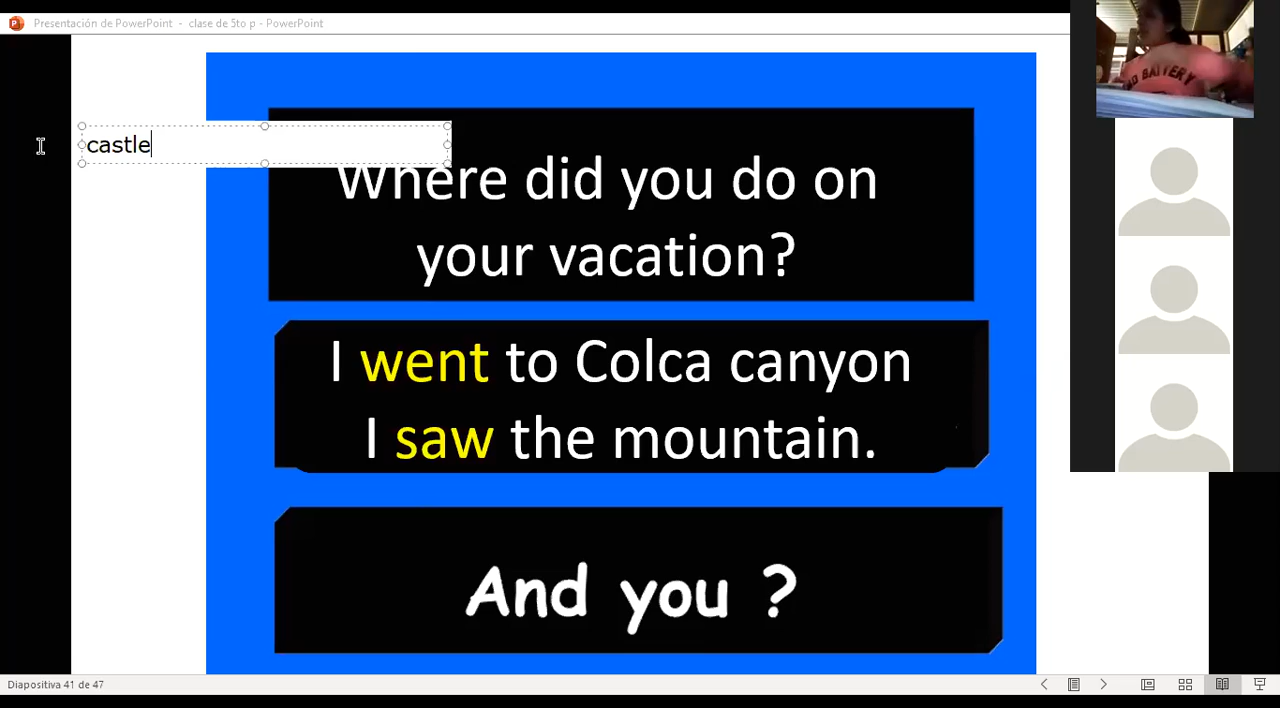 Presentación de PowerPoint - clase de 5to p - PowerPoint
castle
Where did you do on
your vacation?
I went to Colca canyon
I saw the mountain.
And you ?
Diapositiva 41 de 47
BATTERY